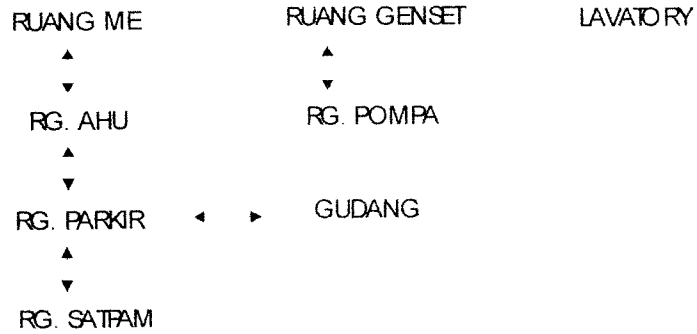 RUANG ME RUANG GENSET LAVATORY
RG. AHU RG. POMPA
RG. PARKIR GUDANG
RG. SATPAM